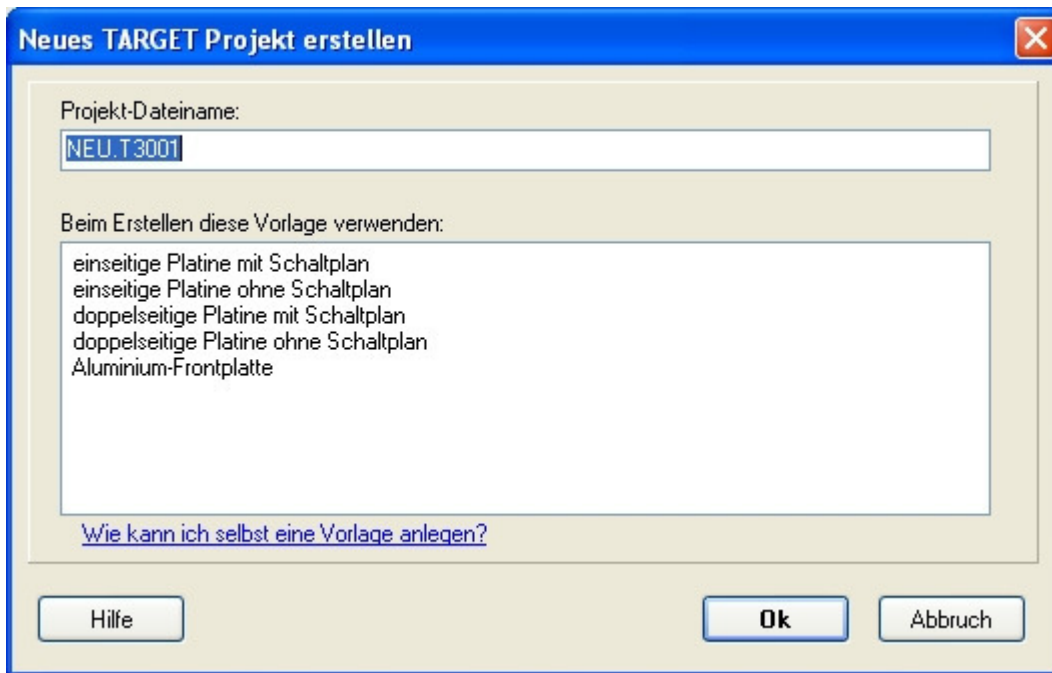 Neues TARGET Projekt erstellen
Projekt-Dateiname:
NEU.T3001
Beim Erstellen diese Vorlage verwenden:
einseitige Platine mit Schaltplan
einseitige Platine ohne Schaltplan
doppelseitige Platine mit Schaltplan
doppelseitige Platine ohne Schaltplan
Aluminium-Frontplatte
Wie kann ich selbst eine Vorlage anlegen?
Hilfe
Ok
Abbruch